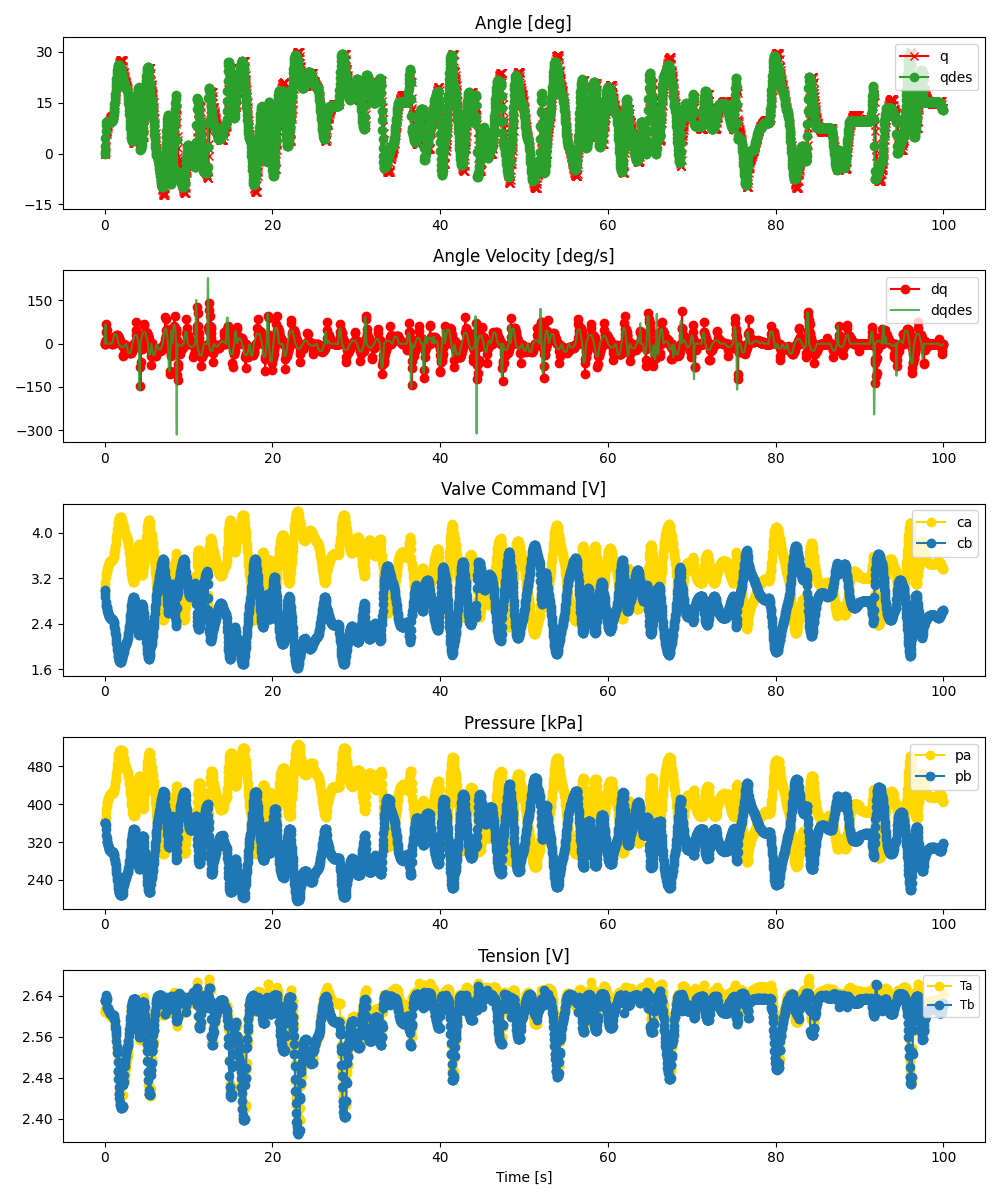 Angle [deg]
30
15
0
−15
q
qdes
0 20 40 60 80 100
Angle Velocity [deg/s]
150
0
−150
−300
dq
dqdes
0 20 40 60 80 100
Valve Command [V]
4.0
3.2
2.4
1.6
ca
cb
0 20 40 60 80 100
Pressure [kPa]
480
400
320
240
pa
pb
0 20 40 60 80 100
Tension [V]
2.64
2.56
2.48
2.40
Ta
Tb
0 20 40 60 80 100
Time [s]